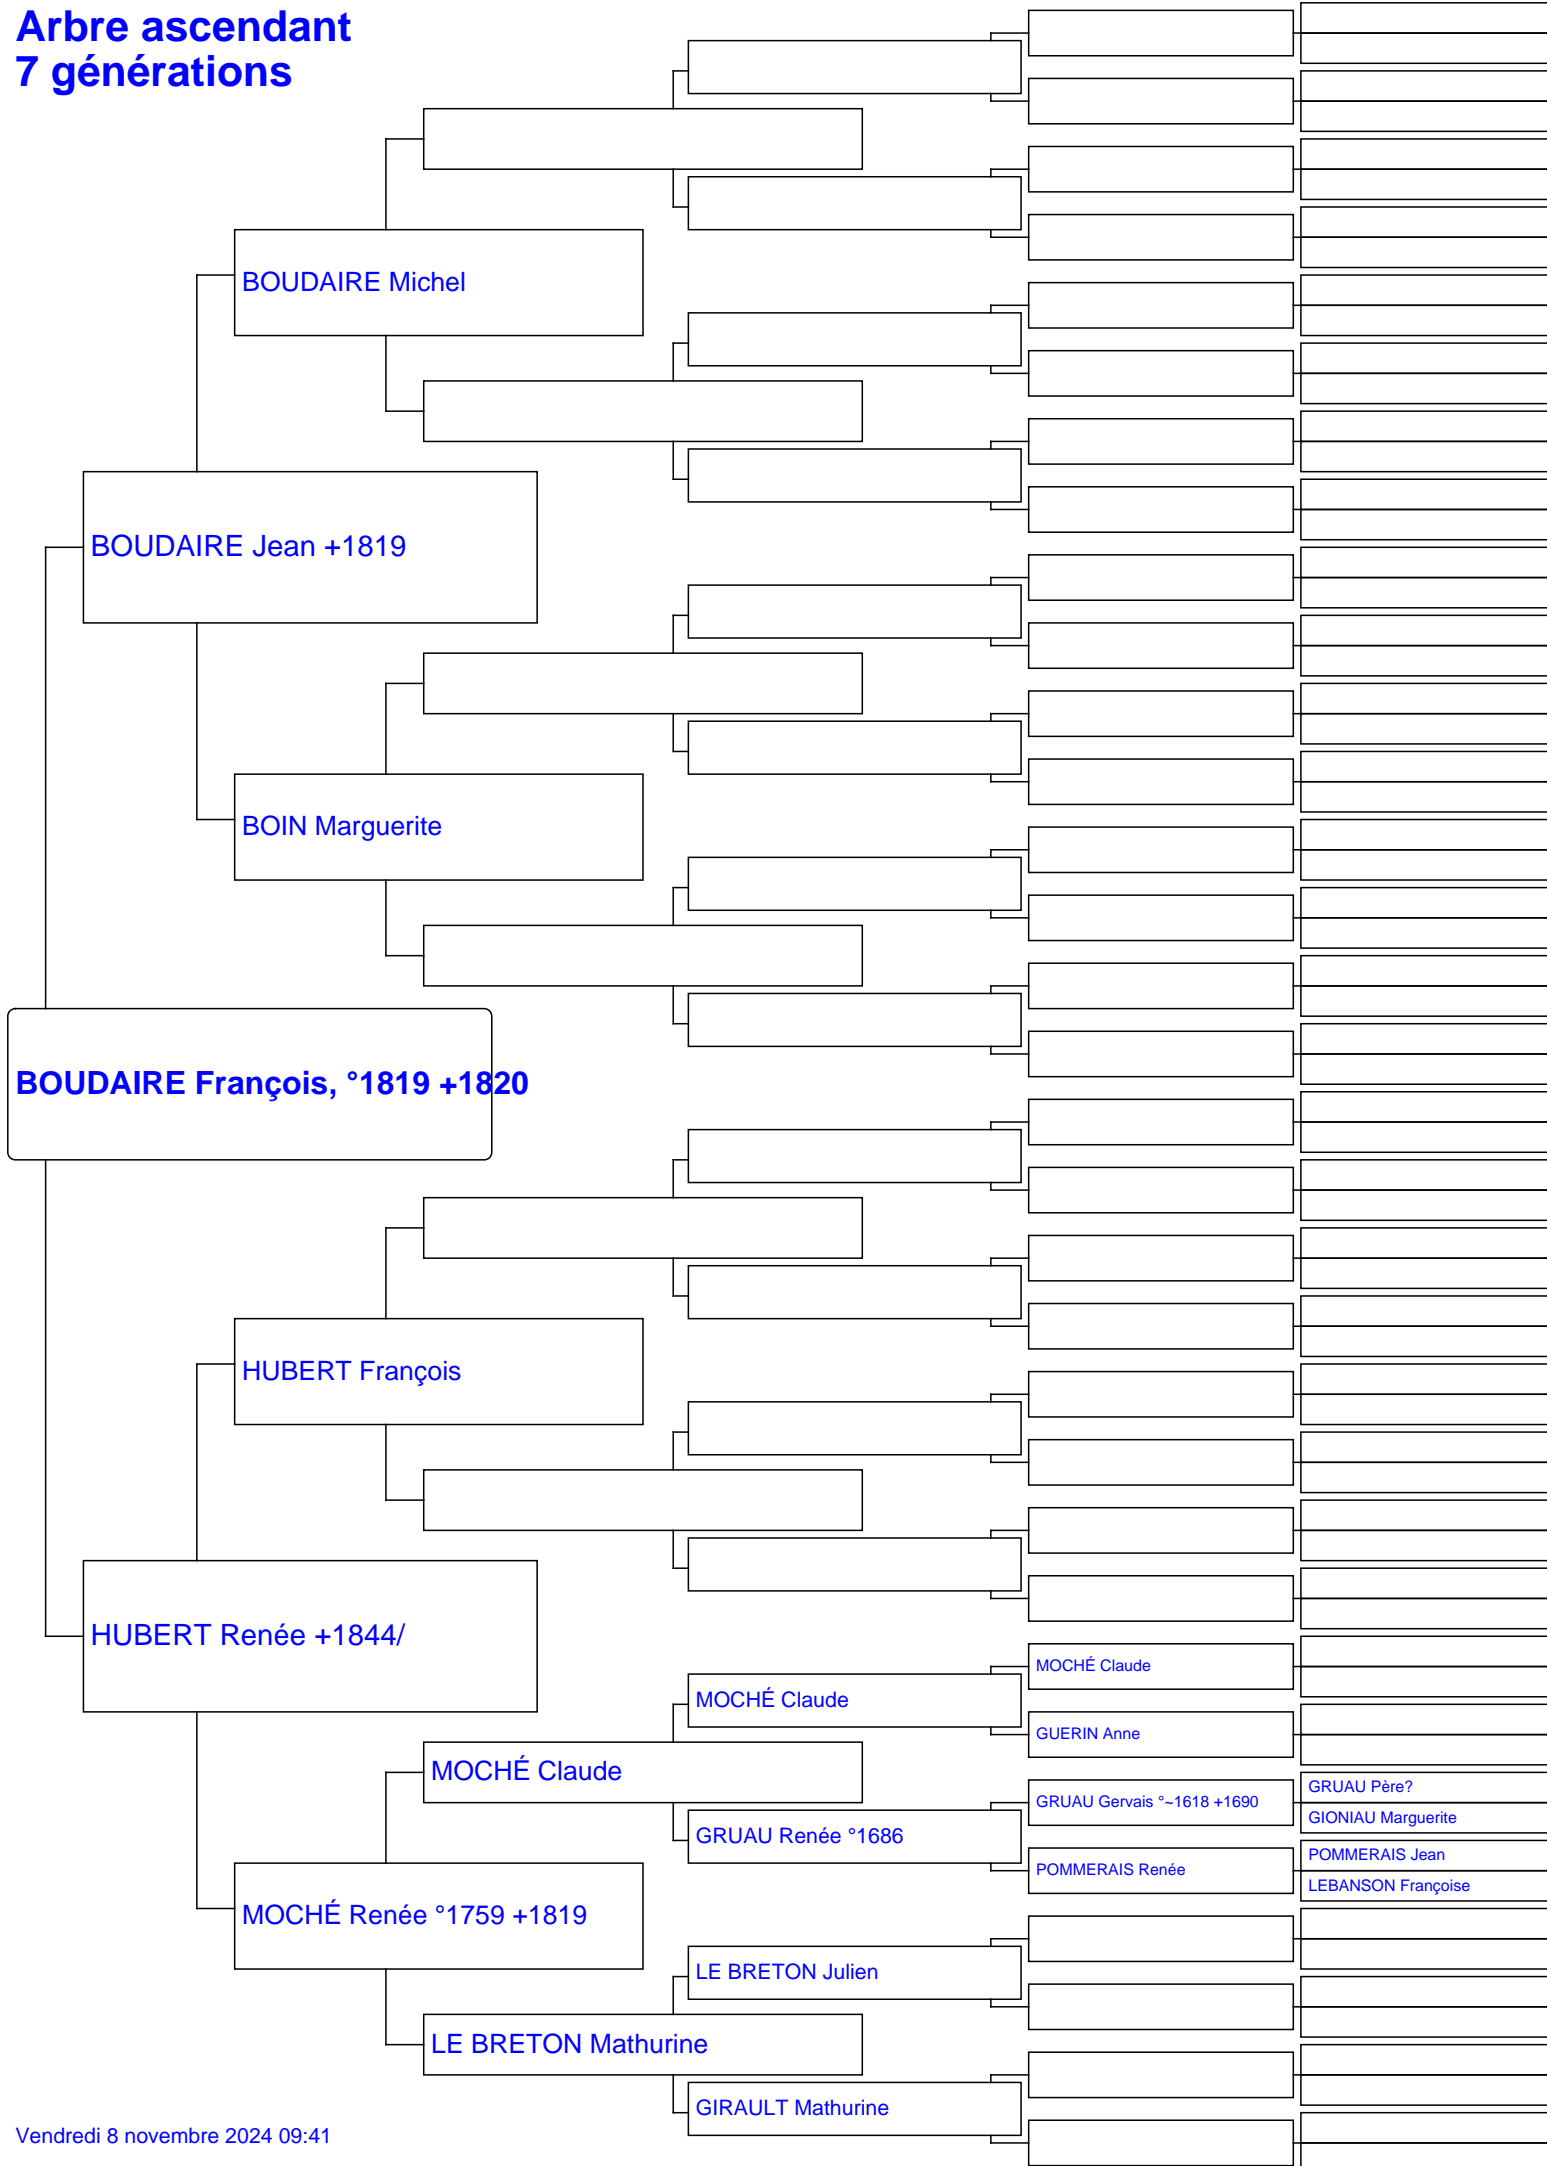 Arbre ascendant
7 générations
BOUDAIRE Michel
BOUDAIRE Jean +1819
BOIN Marguerite
BOUDAIRE François, °1819 +1820
HUBERT François
HUBERT Renée +1844/
MOCHÉ Claude
MOCHÉ Claude
GUERIN Anne
MOCHÉ Claude
GRUAU Père?
GRUAU Gervais °~1618 +1690
GIONIAU Marguerite
GRUAU Renée °1686
POMMERAIS Jean
POMMERAIS Renée
LEBANSON Françoise
MOCHÉ Renée °1759 +1819
LE BRETON Julien
LE BRETON Mathurine
GIRAULT Mathurine
Vendredi 8 novembre 2024 09:41